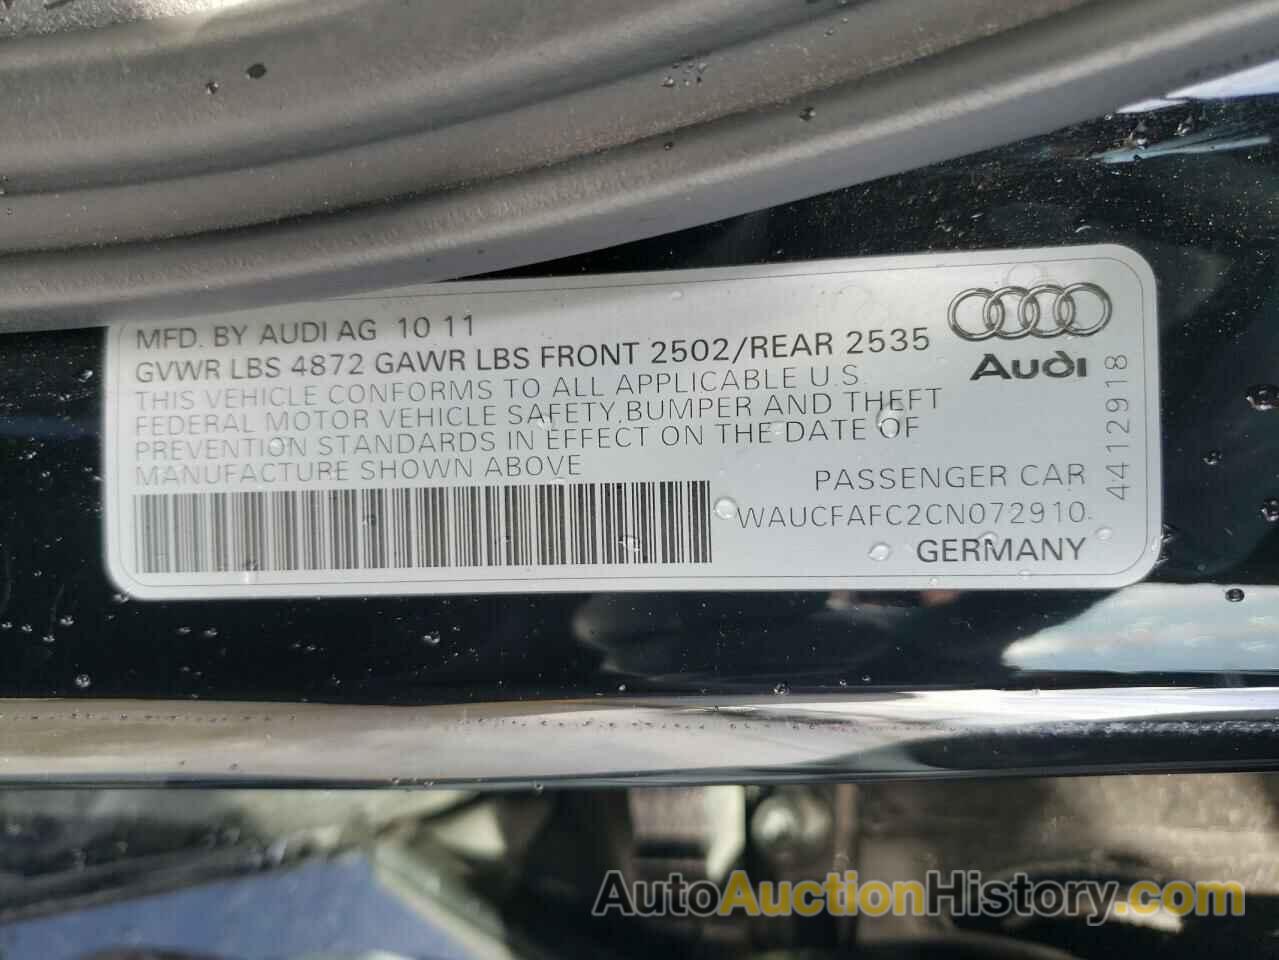 MFD. BY AUDI AG 10 11
GVWR LBS 4872 GAWR LBS FRONT 2502/REAR 2535
THIS VEHICLE CONFORMS TO ALL APPLICABLE U.S.
FEDERAL MOTOR VEHICLE SAFETY, BUMPER AND THEFT
PREVENTION STANDARDS IN EFFECT ON THE DATE OF
MANUFACTURE SHOWN ABOVE
Audi
PASSENGER CAR
WAUCFAFC2CN072910
GERMANY
4412918
AutoAuctionHistory.com